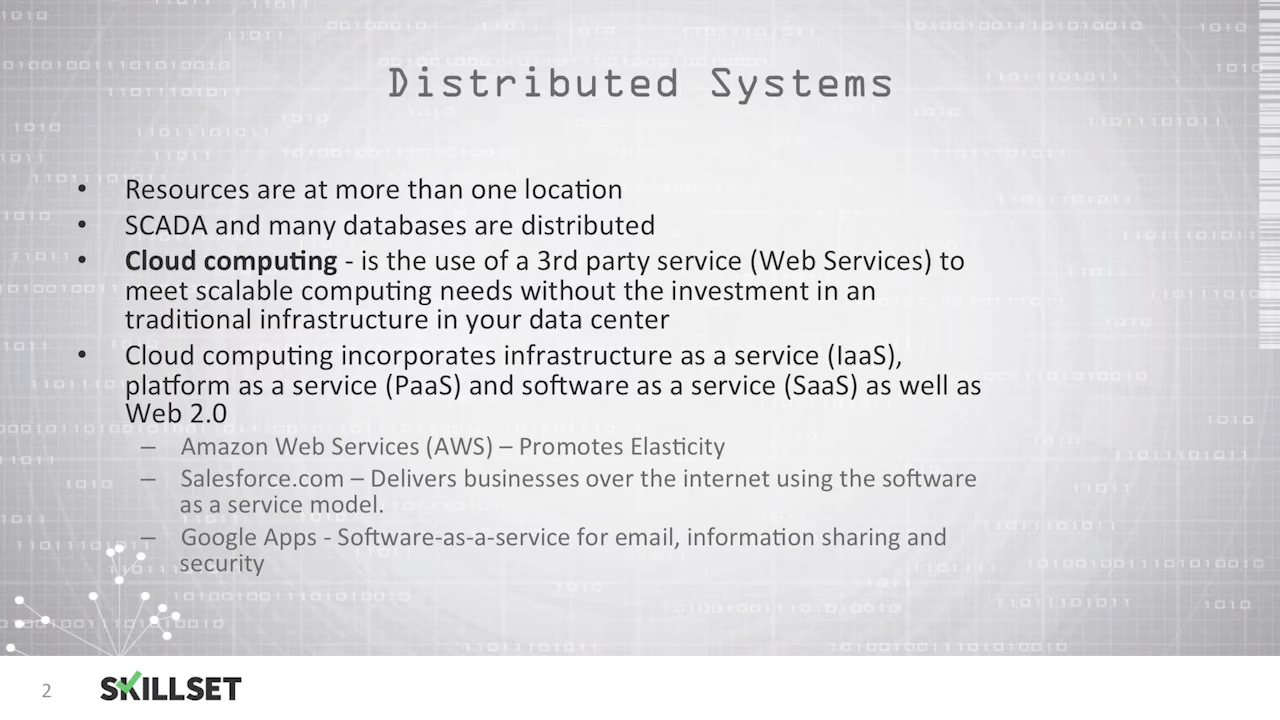 Distributed Systems
• Resources are at more than one location
• SCADA and many databases are distributed
• Cloud computing - is the use of a 3rd party service (Web Services) to
meet scalable computing needs without the investment in an
traditional infrastructure in your data center
• Cloud computing incorporates infrastructure as a service (IaaS),
platform as a service (PaaS) and software as a service (SaaS) as well as
Web 2.0
– Amazon Web Services (AWS) – Promotes Elasticity
– Salesforce.com – Delivers businesses over the internet using the software
as a service model.
– Google Apps - Software-as-a-service for email, information sharing and
security
2
SKILLSET